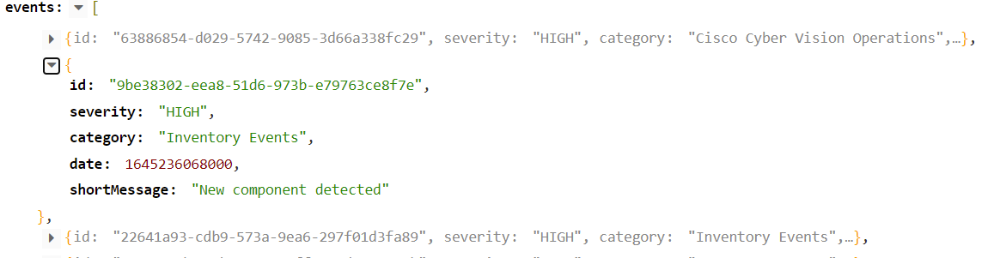 events: ▼ [
▶ {id: "63886854-d029-5742-9085-3d66a338fc29", severity: "HIGH", category: "Cisco Cyber Vision Operations",…},
▼ {
id: "9be38302-eea8-51d6-973b-e79763ce8f7e",
severity: "HIGH",
category: "Inventory Events",
date: 1645236068000,
shortMessage: "New component detected"
},
▶ {id: "22641a93-cdb9-573a-9ea6-297f01d3fa89", severity: "HIGH", category: "Inventory Events",…},